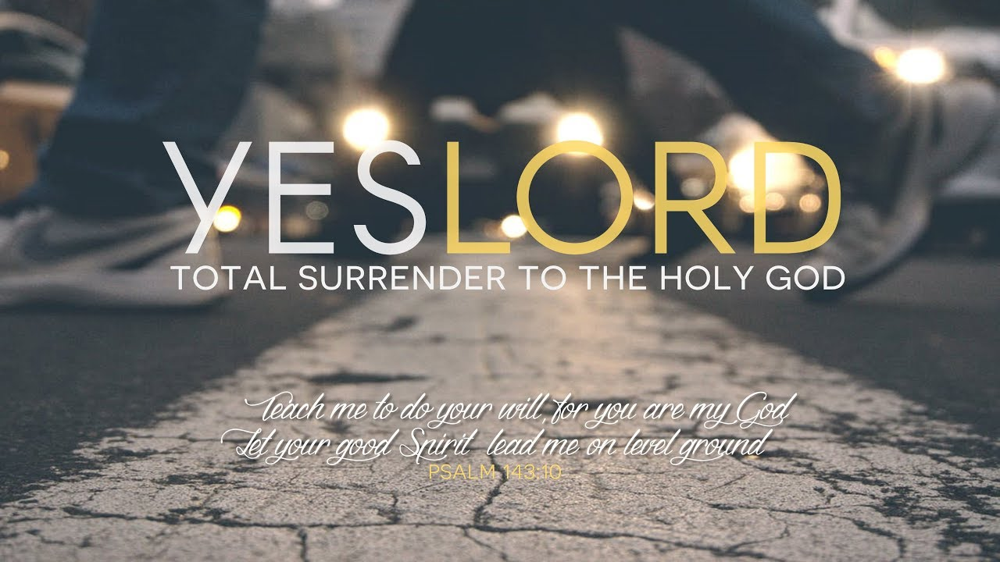 YESLORD
TOTAL SURRENDER TO THE HOLY GOD
Teach me to do your will, for you are my God
Let your good Spirit lead me on level ground
PSALM 143:10